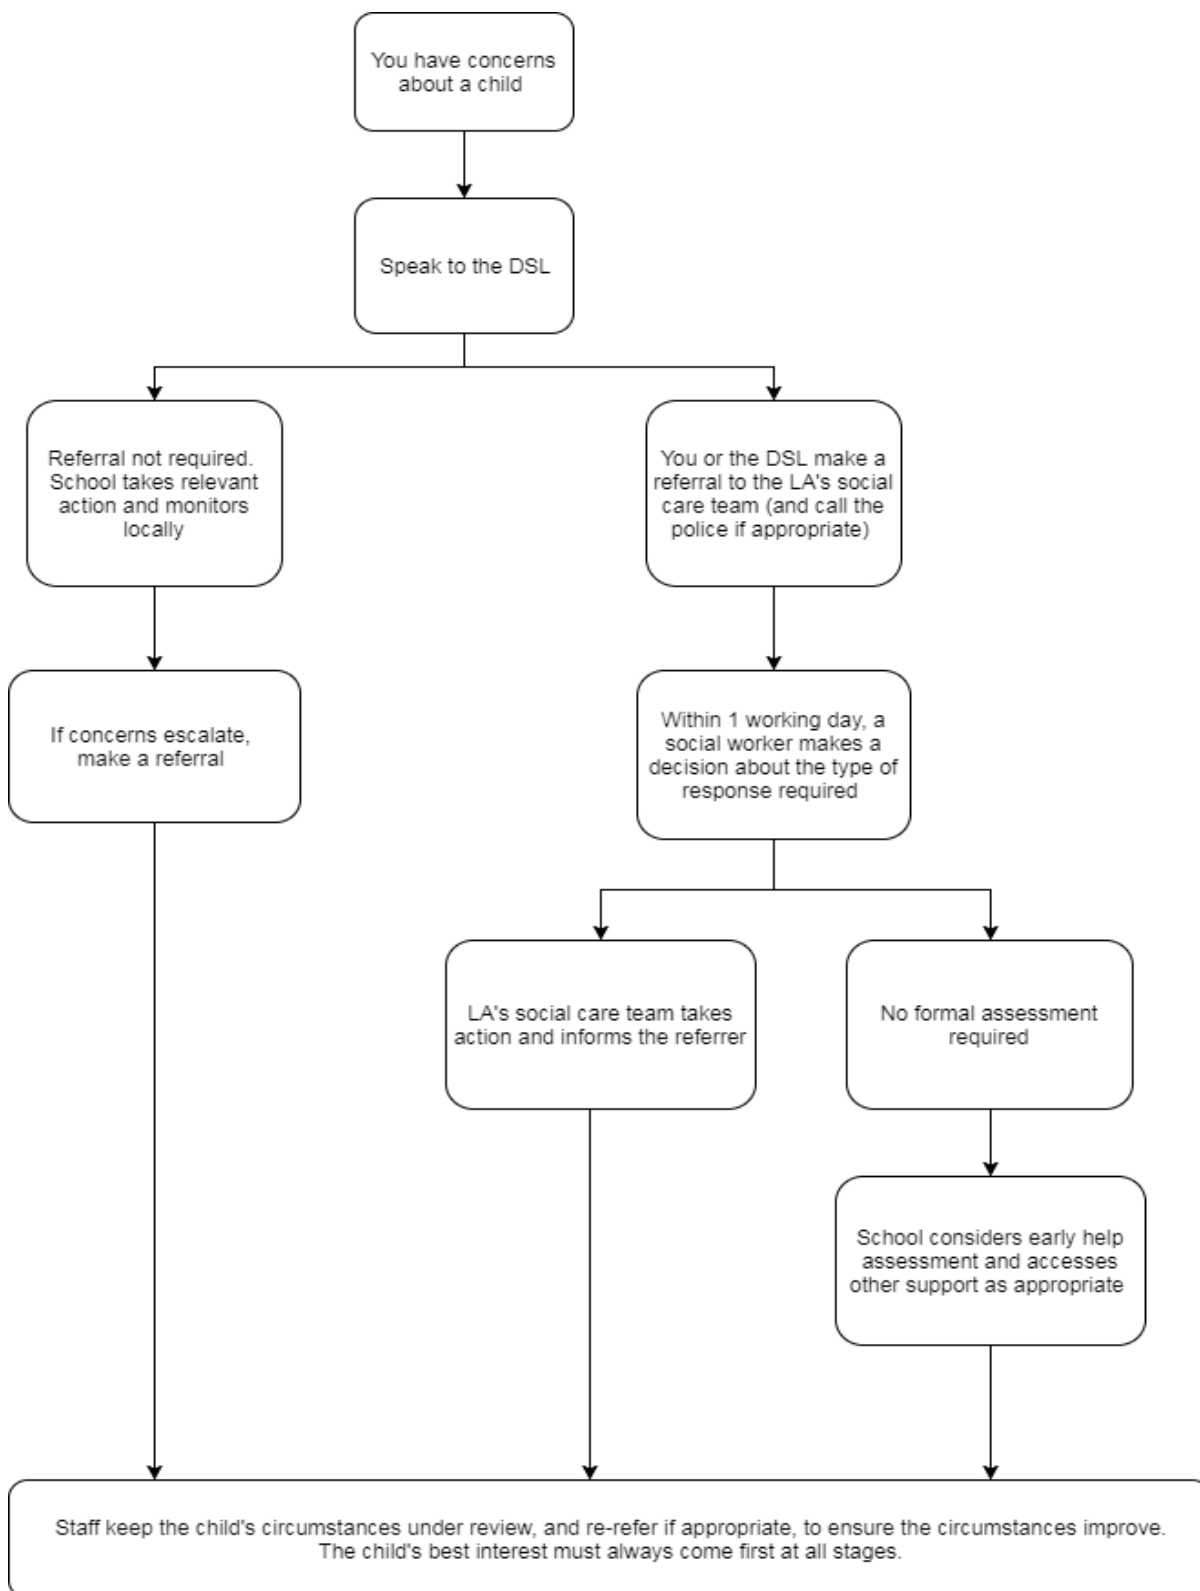 You have concerns
about a child
Speak to the DSL
Referral not required.
School takes relevant
action and monitors
locally
You or the DSL make a
referral to the LA's social
care team (and call the
police if appropriate)
If concerns escalate,
make a referral
Within 1 working day, a
social worker makes a
decision about the type of
response required
LA's social care team takes
action and informs the referrer
No formal assessment
required
School considers early help
assessment and accesses
other support as appropriate
Staff keep the child's circumstances under review, and re-refer if appropriate, to ensure the circumstances improve.
The child's best interest must always come first at all stages.